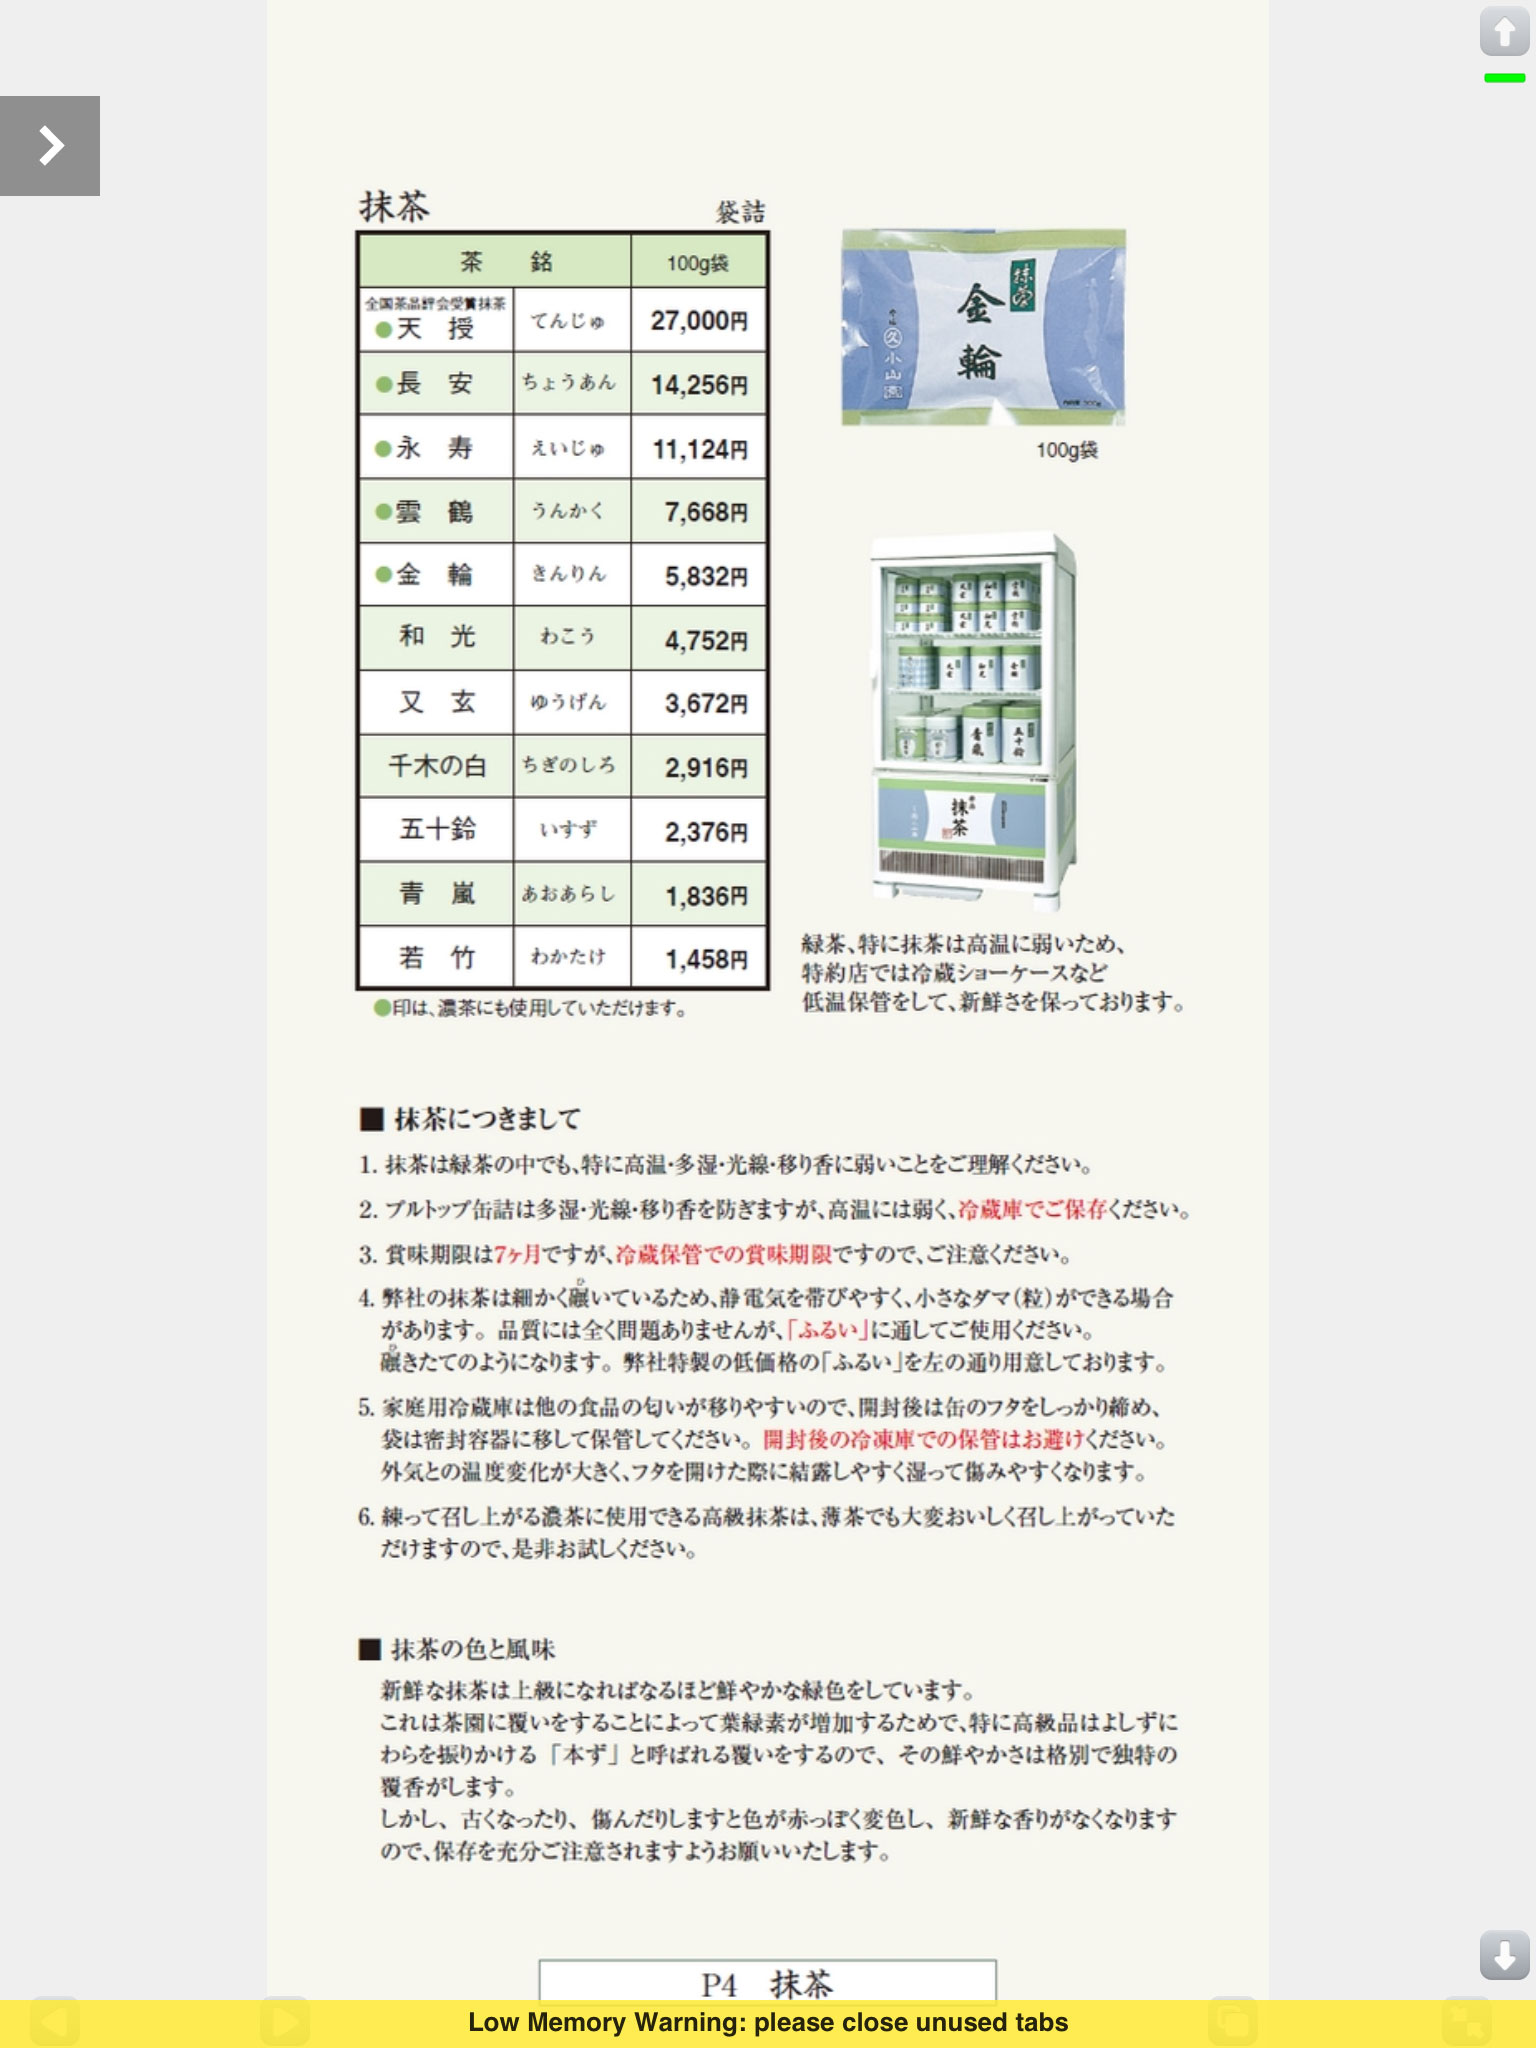 抹茶
袋詰
茶 銘 100g袋
全国茶品評会受賞抹茶
●天 授 てんじゅ 27,000円
●長 安 ちょうあん 14,256円
●永 寿 えいじゅ 11,124円
●雲 鶴 うんかく 7,668円
●金 輪 きんりん 5,832円
和 光 わこう 4,752円
又 玄 ゆうげん 3,672円
千木の白 ちぎのしろ 2,916円
五十鈴 いすず 2,376円
青 嵐 あおあらし 1,836円
若 竹 わかたけ 1,458円
●印は、濃茶にも使用していただけます。
抹茶
金輪
小山園
100g袋
青嵐
五十鈴
抹茶
緑茶、特に抹茶は高温に弱いため、
特約店では冷蔵ショーケースなど
低温保管をして、新鮮さを保っております。
■ 抹茶につきまして
1. 抹茶は緑茶の中でも、特に高温・多湿・光線・移り香に弱いことをご理解ください。
2. プルトップ缶詰は多湿・光線・移り香を防ぎますが、高温には弱く、冷蔵庫でご保存ください。
3. 賞味期限は7ヶ月ですが、冷蔵保管での賞味期限ですので、ご注意ください。
4. 弊社の抹茶は細かく碾いているため、静電気を帯びやすく、小さなダマ(粒)ができる場合
があります。品質には全く問題ありませんが、「ふるい」に通してご使用ください。
碾きたてのようになります。弊社特製の低価格の「ふるい」を左の通り用意しております。
5. 家庭用冷蔵庫は他の食品の匂いが移りやすいので、開封後は缶のフタをしっかり締め、
袋は密封容器に移して保管してください。開封後の冷凍庫での保管はお避けください。
外気との温度変化が大きく、フタを開けた際に結露しやすく湿って傷みやすくなります。
6. 練って召し上がる濃茶に使用できる高級抹茶は、薄茶でも大変おいしく召し上がっていた
だけますので、是非お試しください。
■ 抹茶の色と風味
新鮮な抹茶は上級になればなるほど鮮やかな緑色をしています。
これは茶園に覆いをすることによって葉緑素が増加するためで、特に高級品はよしずに
わらを振りかける「本ず」と呼ばれる覆いをするので、その鮮やかさは格別で独特の
覆香がします。
しかし、古くなったり、傷んだりしますと色が赤っぽく変色し、新鮮な香りがなくなります
ので、保存を充分ご注意されますようお願いいたします。
P4 抹茶
Low Memory Warning: please close unused tabs